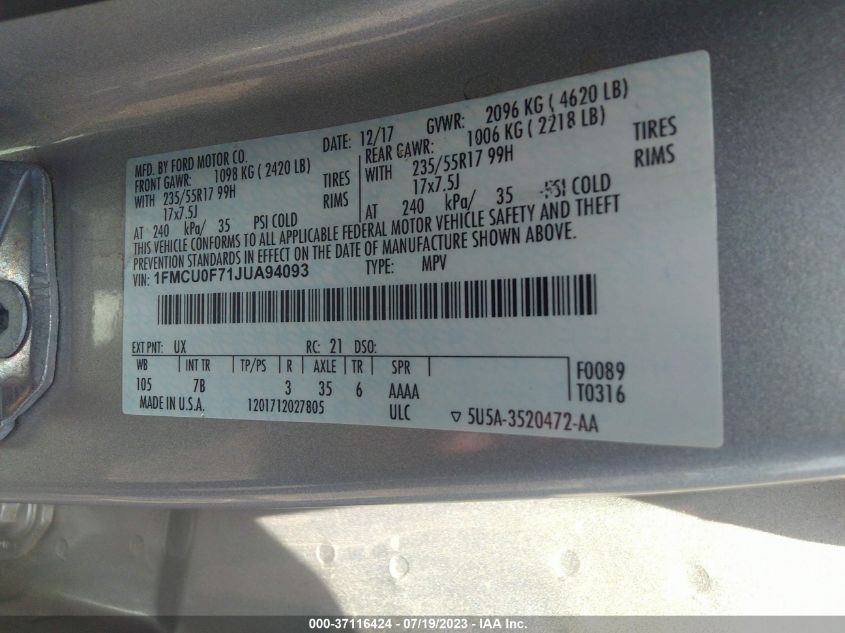 MFD. BY FORD MOTOR CO.
DATE: 12/17
GVWR: 2096 KG ( 4620 LB)
FRONT GAWR: 1098 KG ( 2420 LB)
WITH 235/55R17 99H TIRES
17x7.5J RIMS
AT 240 kPa/ 35 PSI COLD
REAR GAWR: 1006 KG ( 2218 LB)
WITH 235/55R17 99H TIRES
17x7.5J RIMS
AT 240 kPa/ 35 PSI COLD
THIS VEHICLE CONFORMS TO ALL APPLICABLE FEDERAL MOTOR VEHICLE SAFETY AND THEFT
PREVENTION STANDARDS IN EFFECT ON THE DATE OF MANUFACTURE SHOWN ABOVE.
VIN: 1FMCU0F71JUA94093 TYPE: MPV
EXT PNT: UX RC: 21 DSO:
WB INT TR TP/PS R AXLE TR SPR
105 7B 3 35 6 AAAA
F0089
T0316
MADE IN U.S.A. 1201712027805 ULC ▽ 5U5A-3520472-AA
000-37116424 - 07/19/2023 - IAA Inc.